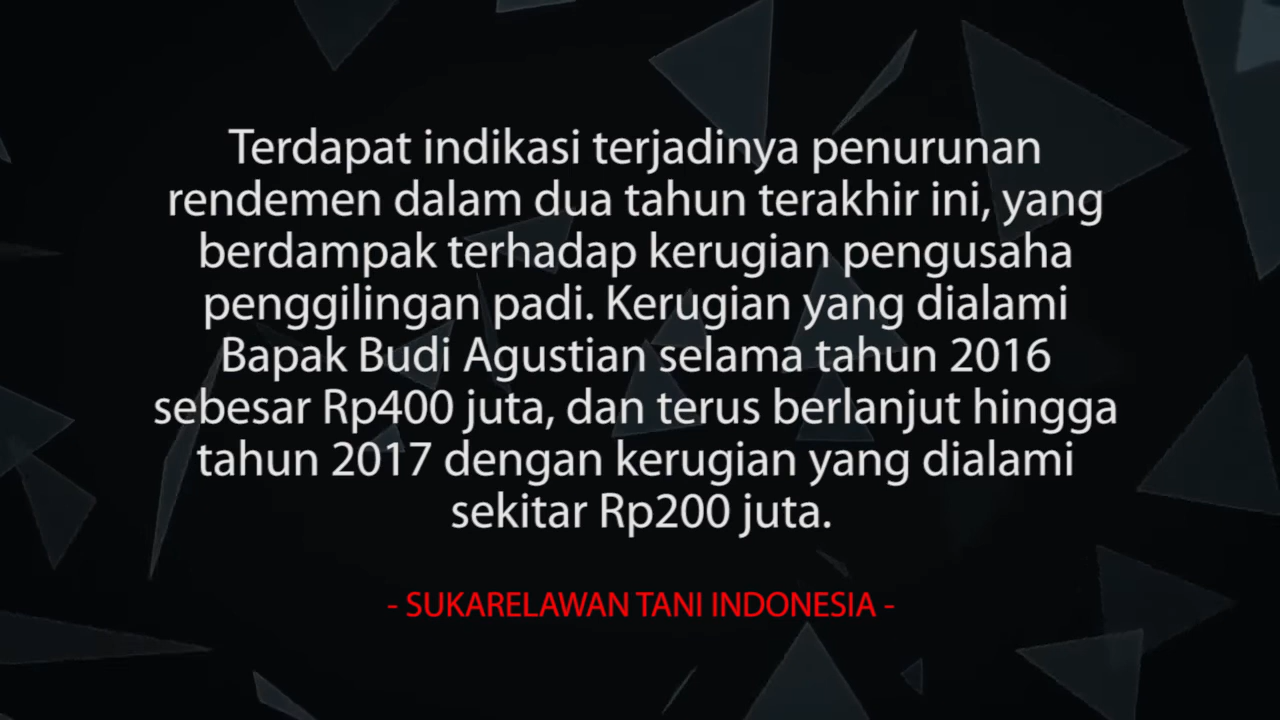 Terdapat indikasi terjadinya penurunan
rendemen dalam dua tahun terakhir ini, yang
berdampak terhadap kerugian pengusaha
penggilingan padi. Kerugian yang dialami
Bapak Budi Agustian selama tahun 2016
sebesar Rp400 juta, dan terus berlanjut hingga
tahun 2017 dengan kerugian yang dialami
sekitar Rp200 juta.
- SUKARELAWAN TANI INDONESIA -